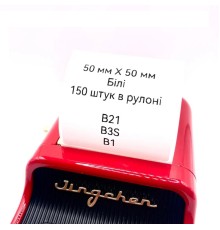 50 мм X 50 мм
Білі
150 штук в рулоні
B21
B3S
B1
Jingchen